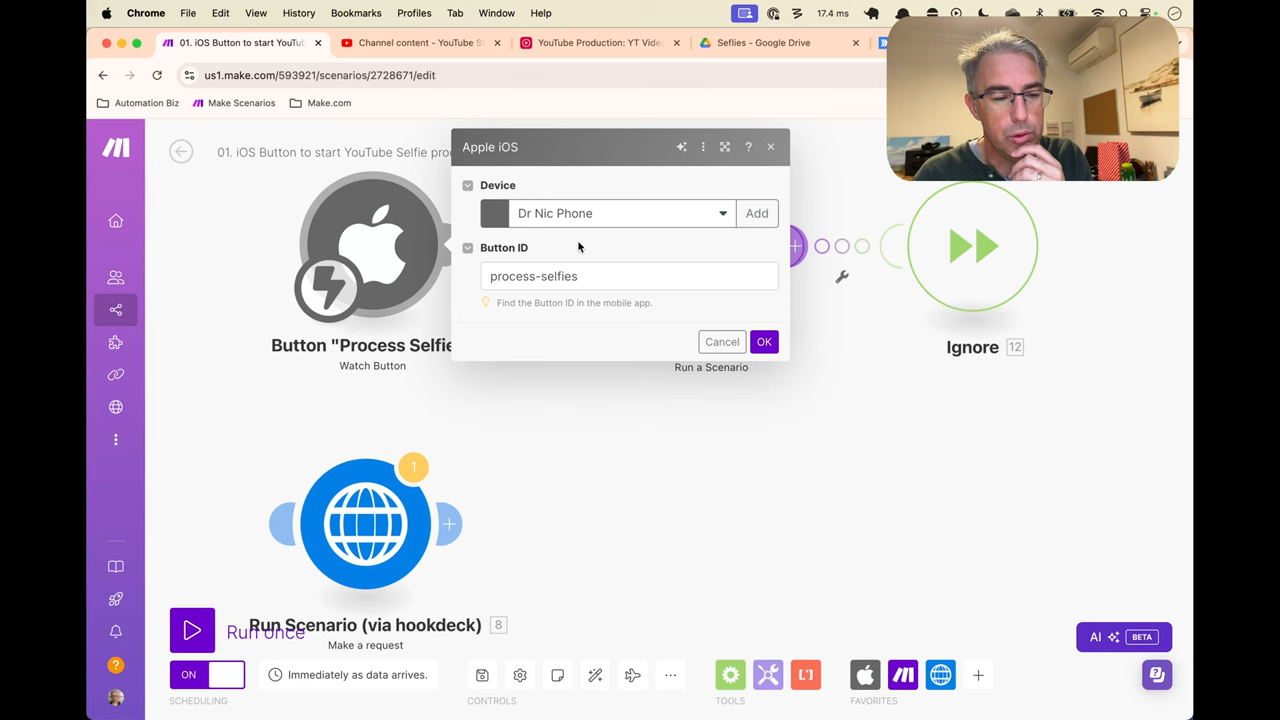 Chrome File Edit View History Bookmarks Profiles Tab Window Help 17.4 ms
01. iOS Button to start YouTu
Channel content - YouTube S
YouTube Production: YT Vide
Seflies - Google Drive
us1.make.com/593921/scenarios/2728671/edit
Automation Biz
Make Scenarios
Make.com
01. iOS Button to start YouTube Selfie pro
Apple iOS
Device
Dr Nic Phone
Add
Button ID
process-selfies
Find the Button ID in the mobile app.
Cancel
OK
Button "Process Selfie
Watch Button
Run a Scenario
Ignore 12
1
Run Scenario (via hookdeck) 8
Make a request
Run once
AI BETA
ON
Immediately as data arrives.
SCHEDULING
CONTROLS
TOOLS
FAVORITES